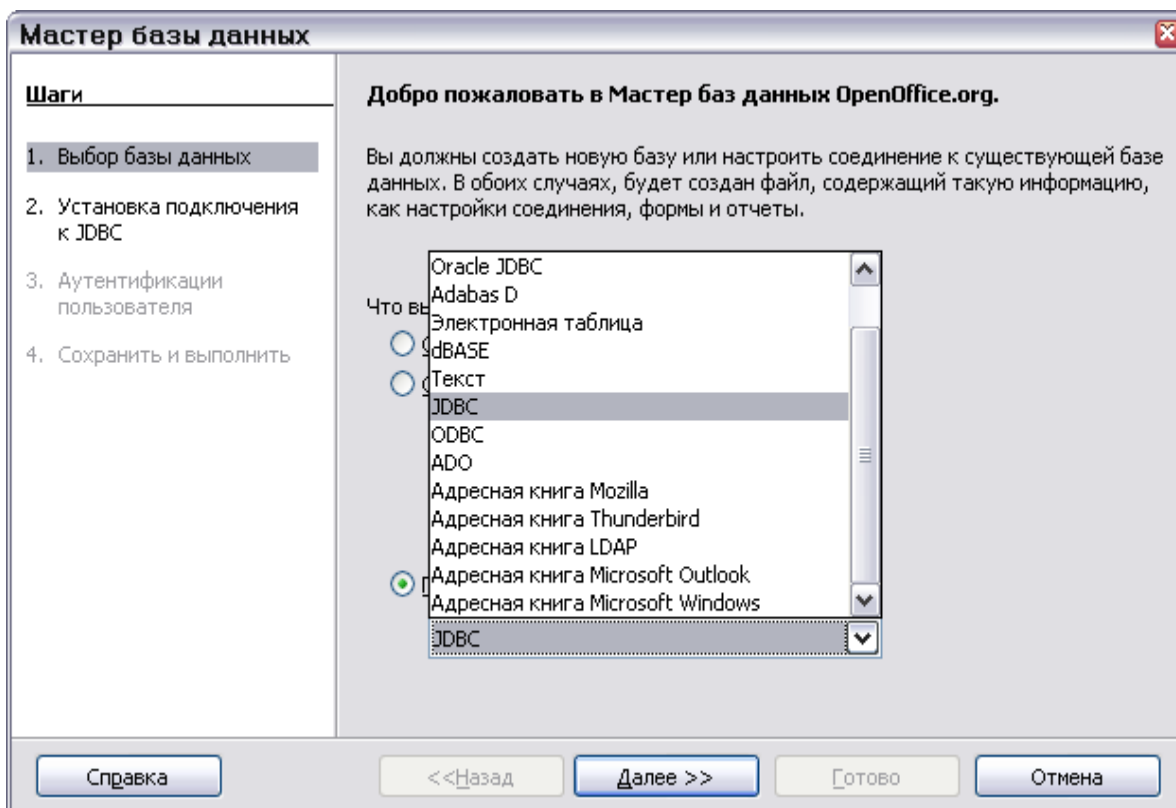 Мастер базы данных
Шаги
1. Выбор базы данных
2. Установка подключения
к JDBC
3. Аутентификации
пользователя
4. Сохранить и выполнить
Добро пожаловать в Мастер баз данных OpenOffice.org.
Вы должны создать новую базу или настроить соединение к существующей базе
данных. В обоих случаях, будет создан файл, содержащий такую информацию,
как настройки соединения, формы и отчеты.
Что
Oracle JDBC
Adabas D
Электронная таблица
dBASE
Текст
JDBC
ODBC
ADO
Адресная книга Mozilla
Адресная книга Thunderbird
Адресная книга LDAP
Адресная книга Microsoft Outlook
Адресная книга Microsoft Windows
JDBC
Справка
<<Назад
Далее >>
Готово
Отмена